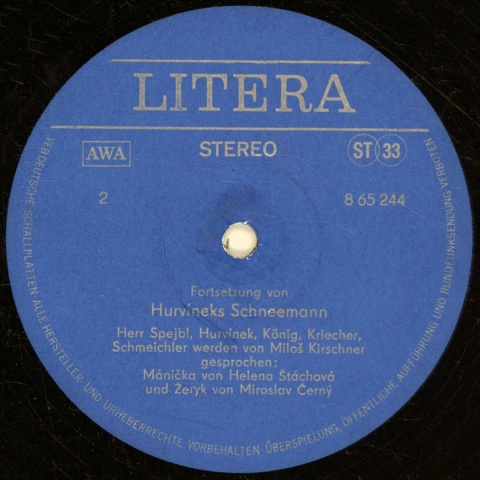 LITERA
AWA
STEREO
ST 33
2
8 65 244
Fortsetzung von
Hurvíneks Schneemann
Herr Spejbl, Hurvínek, König, Kriecher,
Schmeichler werden von Miloš Kirschner
gesprochen;
Mánička von Helena Štáchová
und Žeryk von Miroslav Černý
VEB DEUTSCHE SCHALLPLATTEN ALLE HERSTELLER- UND URHEBERRECHTE VORBEHALTEN · ÜBERSPIELUNG, ÖFFENTLICHE AUFFÜHRUNG UND RUNDFUNKSENDUNG VERBOTEN